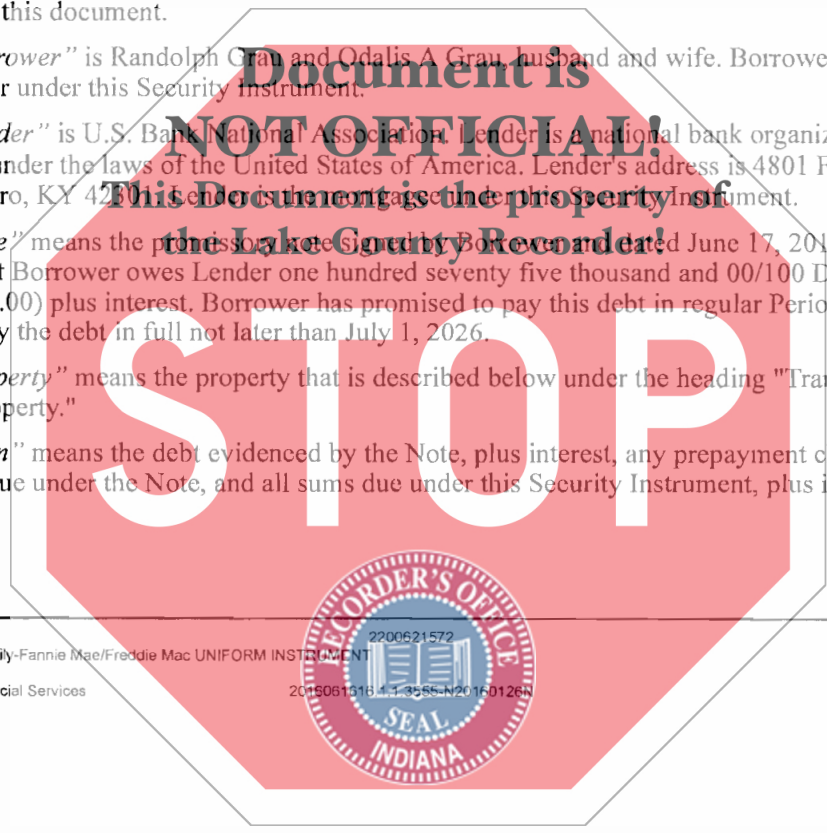 this document.
rower" is Randolph Grau and Odalis A Grau, husband and wife. Borrowe
r under this Security Instrument.
der" is U.S. Bank National Association. Lender is a national bank organiz
nder the laws of the United States of America. Lender's address is 4801 F
ro, KY 42301. Lender is the mortgagee under this Security Instrument.
e" means the promissory note signed by Borrower and dated June 17, 201
t Borrower owes Lender one hundred seventy five thousand and 00/100 D
.00) plus interest. Borrower has promised to pay this debt in regular Perio
y the debt in full not later than July 1, 2026.
perty" means the property that is described below under the heading "Tran
perty."
n" means the debt evidenced by the Note, plus interest, any prepayment c
ue under the Note, and all sums due under this Security Instrument, plus i
Document is
NOT OFFICIAL!
This Document is the property of
the Lake County Recorder!
STOP
RECORDER'S OFFICE
SEAL
INDIANA
2200621572
ily-Fannie Mae/Freddie Mac UNIFORM INSTRUMENT
cial Services